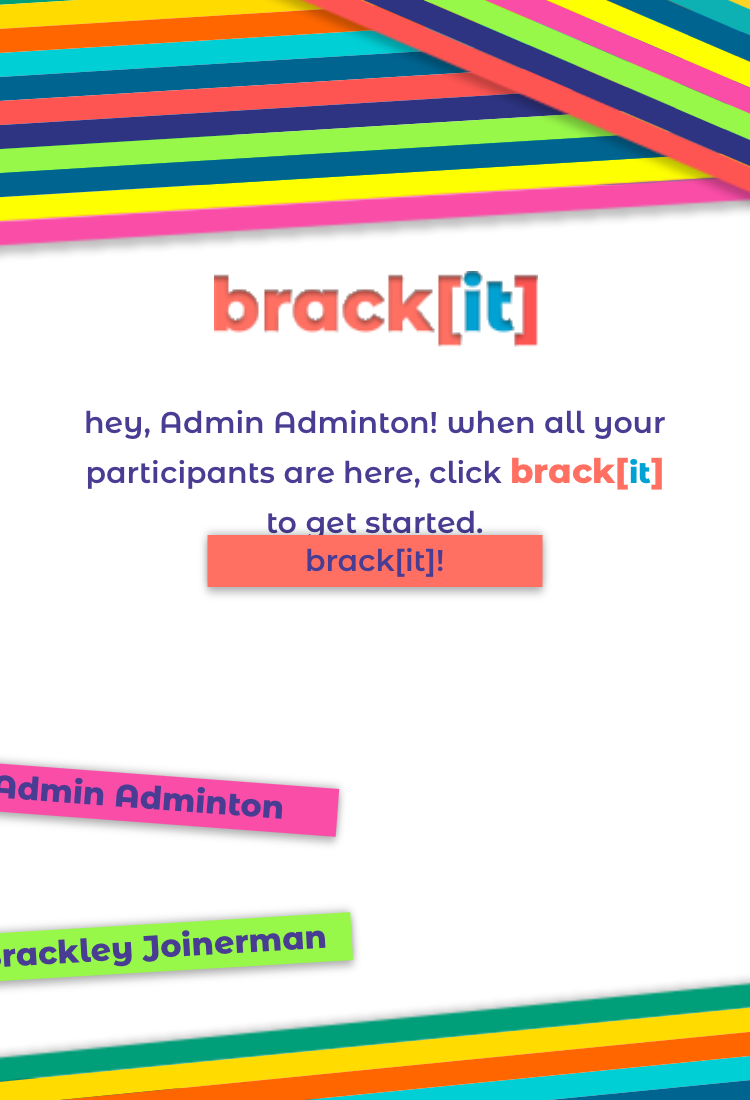 brack[it]
hey, Admin Adminton! when all your
participants are here, click brack[it]
to get started.
brack[it]!
Admin Adminton
rackley Joinerman